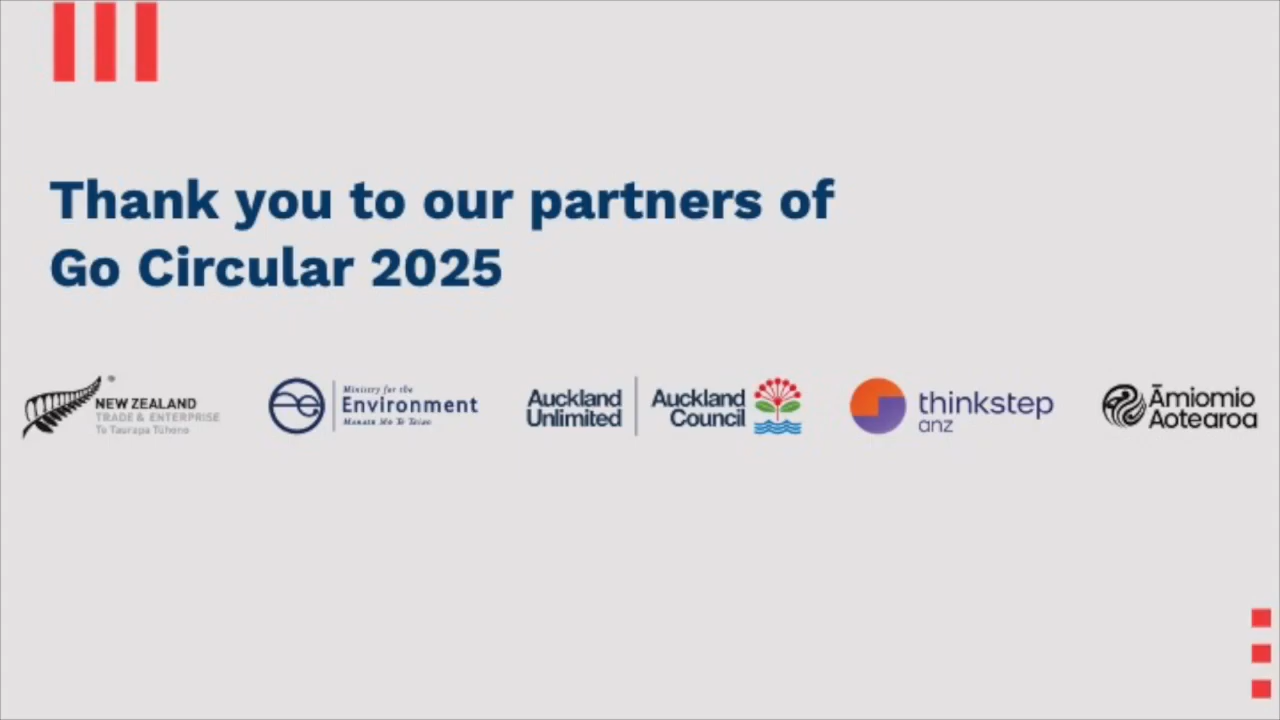 Thank you to our partners of
Go Circular 2025
NEW ZEALAND
TRADE & ENTERPRISE
Te Taurapa Tūhono
Ministry for the
Environment
Manatū Mō Te Taiao
Auckland
Unlimited
Auckland
Council
thinkstep
anz
Āmiomio
Aotearoa